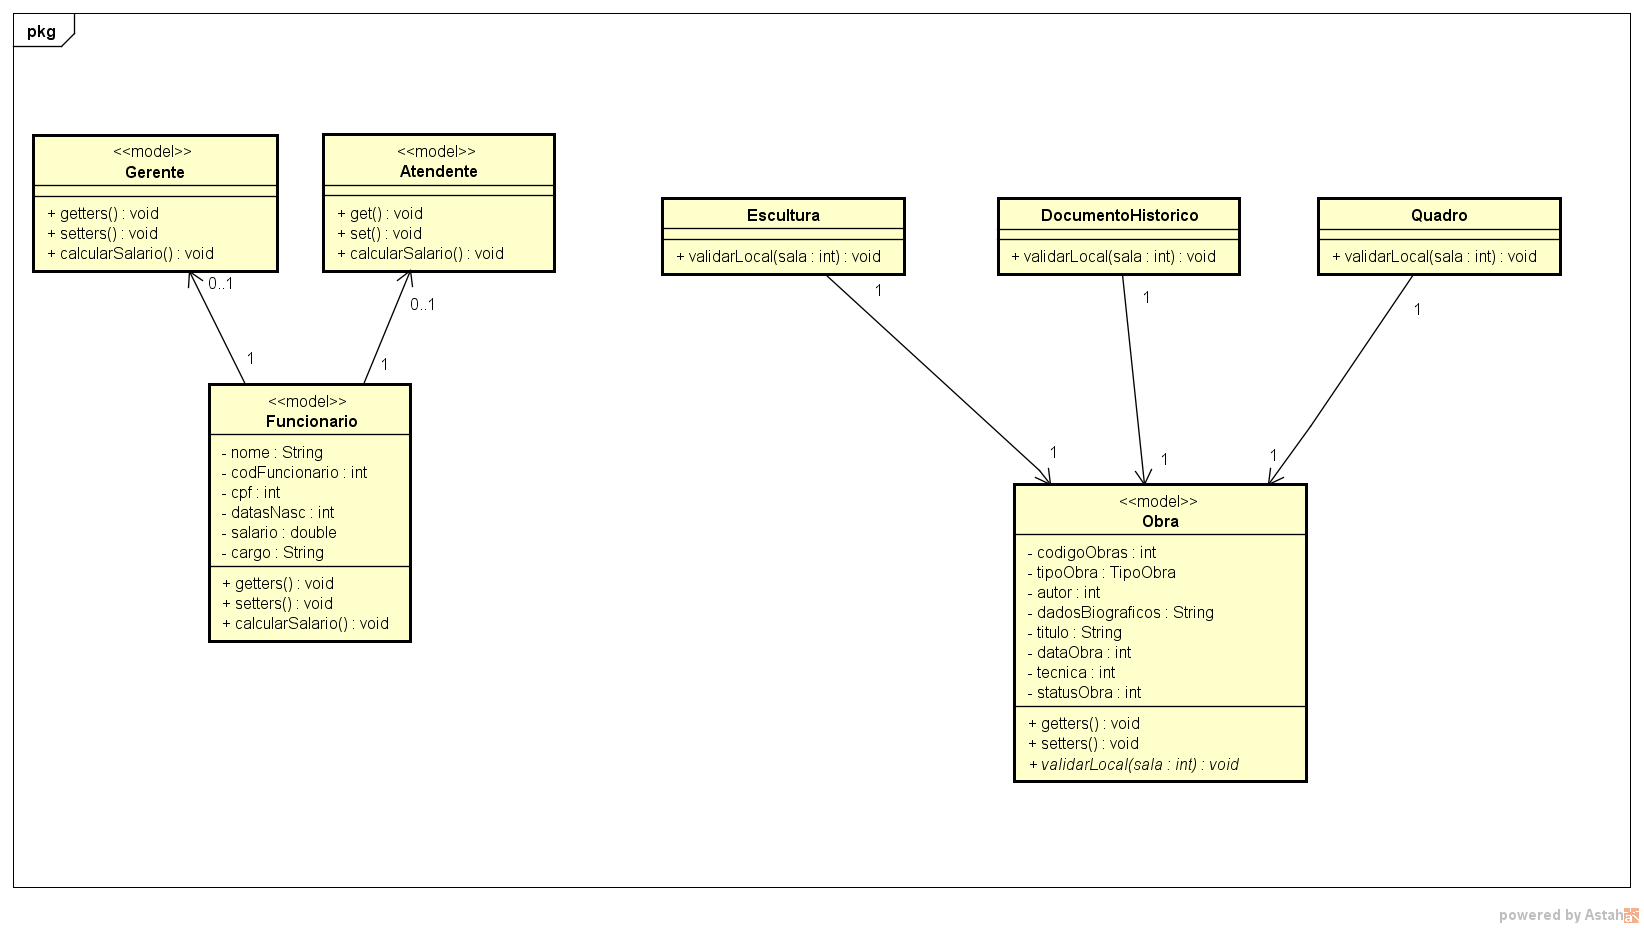 pkg
<<model>>
Gerente
+ getters() : void
+ setters() : void
+ calcularSalario() : void
<<model>>
Atendente
+ get() : void
+ set() : void
+ calcularSalario() : void
0..1
0..1
1
1
<<model>>
Funcionario
- nome : String
- codFuncionario : int
- cpf : int
- datasNasc : int
- salario : double
- cargo : String
+ getters() : void
+ setters() : void
+ calcularSalario() : void
Escultura
+ validarLocal(sala : int) : void
DocumentoHistorico
+ validarLocal(sala : int) : void
Quadro
+ validarLocal(sala : int) : void
1
1
1
1
1
1
<<model>>
Obra
- codigoObras : int
- tipoObra : TipoObra
- autor : int
- dadosBiograficos : String
- titulo : String
- dataObra : int
- tecnica : int
- statusObra : int
+ getters() : void
+ setters() : void
+ validarLocal(sala : int) : void
powered by Astah